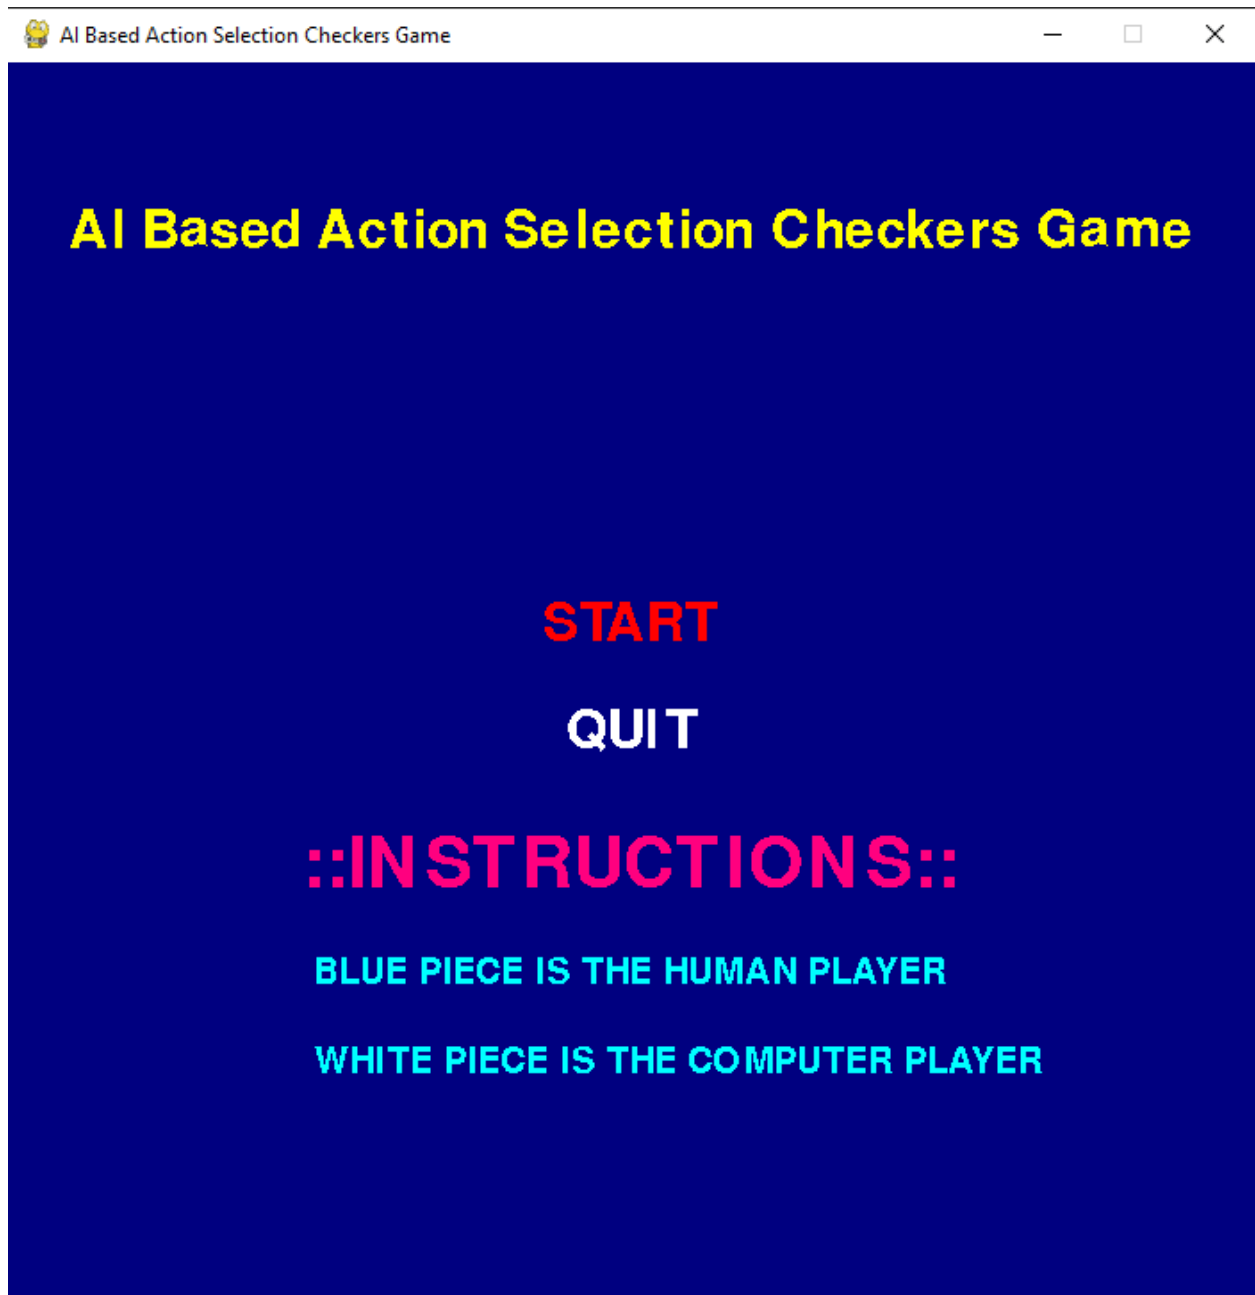 AI Based Action Selection Checkers Game
AI Based Action Selection Checkers Game
START
QUIT
::INSTRUCTIONS::
BLUE PIECE IS THE HUMAN PLAYER
WHITE PIECE IS THE COMPUTER PLAYER